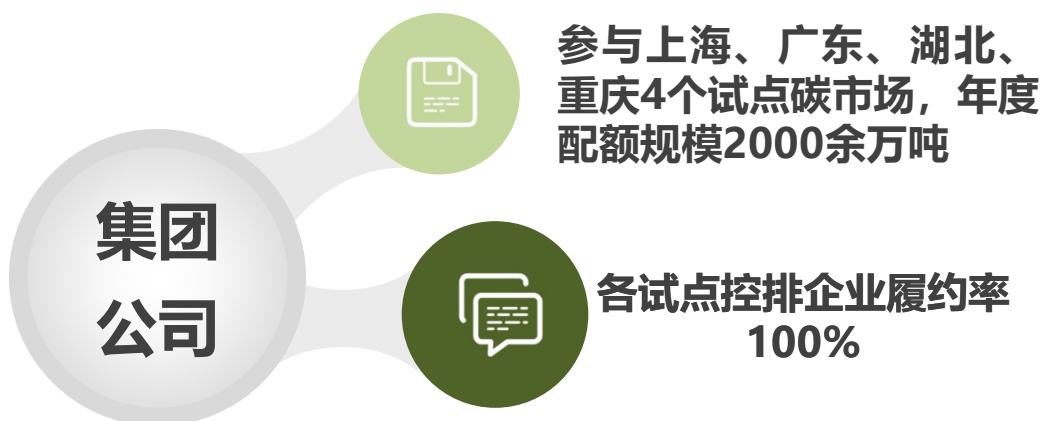 集团
公司
参与上海、广东、湖北、
重庆4个试点碳市场，年度
配额规模2000余万吨
各试点控排企业履约率
100%